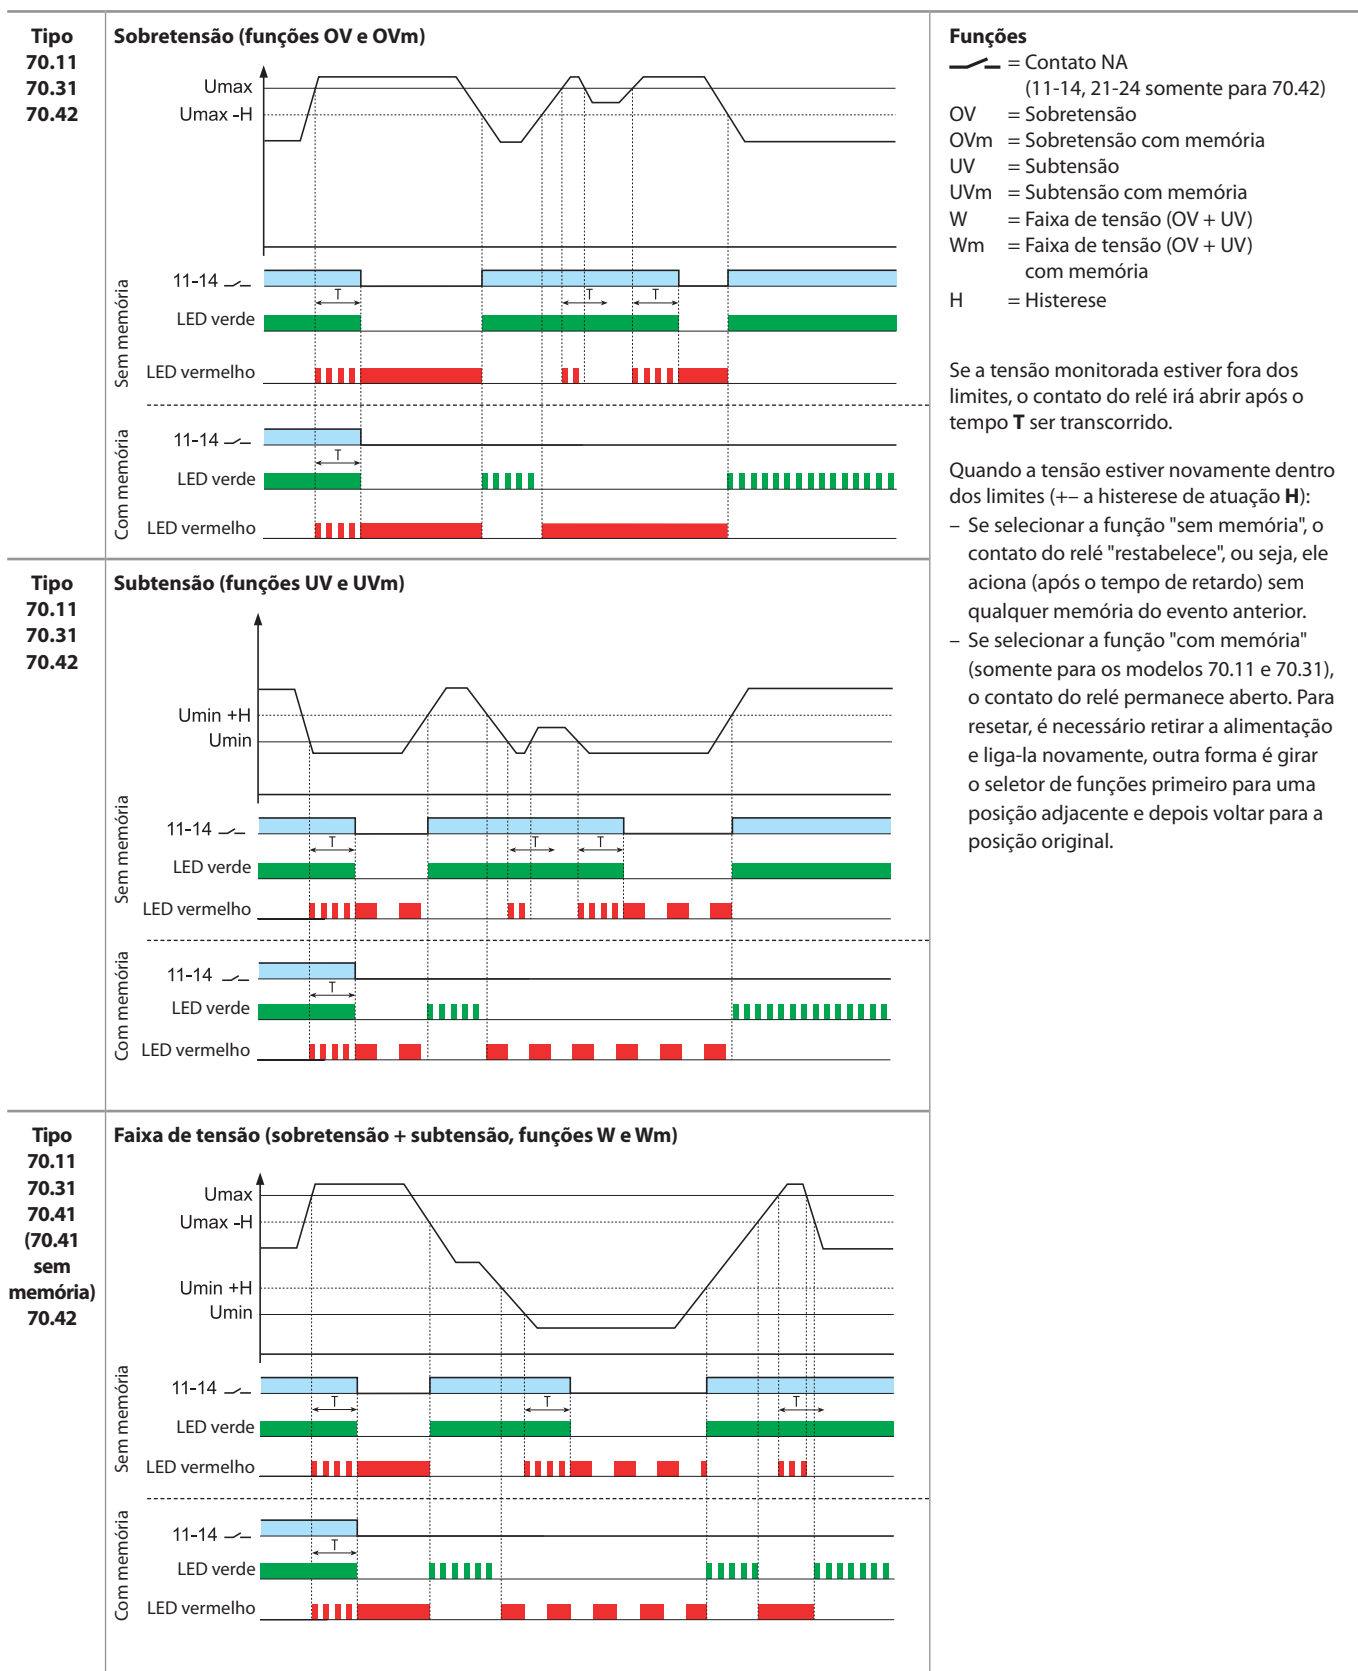 Tipo
70.11
70.31
70.42
Sobretensão (funções OV e OVm)
Umax
Umax -H
Sem memória
11-14
T
T
T
LED verde
LED vermelho
Com memória
11-14
T
LED verde
LED vermelho
Tipo
70.11
70.31
70.42
Subtensão (funções UV e UVm)
Umin +H
Umin
Sem memória
11-14
T
T
T
LED verde
LED vermelho
Com memória
11-14
T
LED verde
LED vermelho
Tipo
70.11
70.31
70.41
(70.41
sem
memória)
70.42
Faixa de tensão (sobretensão + subtensão, funções W e Wm)
Umax
Umax -H
Umin +H
Umin
Sem memória
11-14
T
T
T
LED verde
LED vermelho
Com memória
11-14
T
LED verde
LED vermelho
Funções
= Contato NA
(11-14, 21-24 somente para 70.42)
OV = Sobretensão
OVm = Sobretensão com memória
UV = Subtensão
UVm = Subtensão com memória
W = Faixa de tensão (OV + UV)
Wm = Faixa de tensão (OV + UV)
com memória
H = Histerese
Se a tensão monitorada estiver fora dos
limites, o contato do relé irá abrir após o
tempo T ser transcorrido.
Quando a tensão estiver novamente dentro
dos limites (+– a histerese de atuação H):
– Se selecionar a função "sem memória", o
contato do relé "restabelece", ou seja, ele
aciona (após o tempo de retardo) sem
qualquer memória do evento anterior.
– Se selecionar a função "com memória"
(somente para os modelos 70.11 e 70.31),
o contato do relé permanece aberto. Para
resetar, é necessário retirar a alimentação
e liga-la novamente, outra forma é girar
o seletor de funções primeiro para uma
posição adjacente e depois voltar para a
posição original.